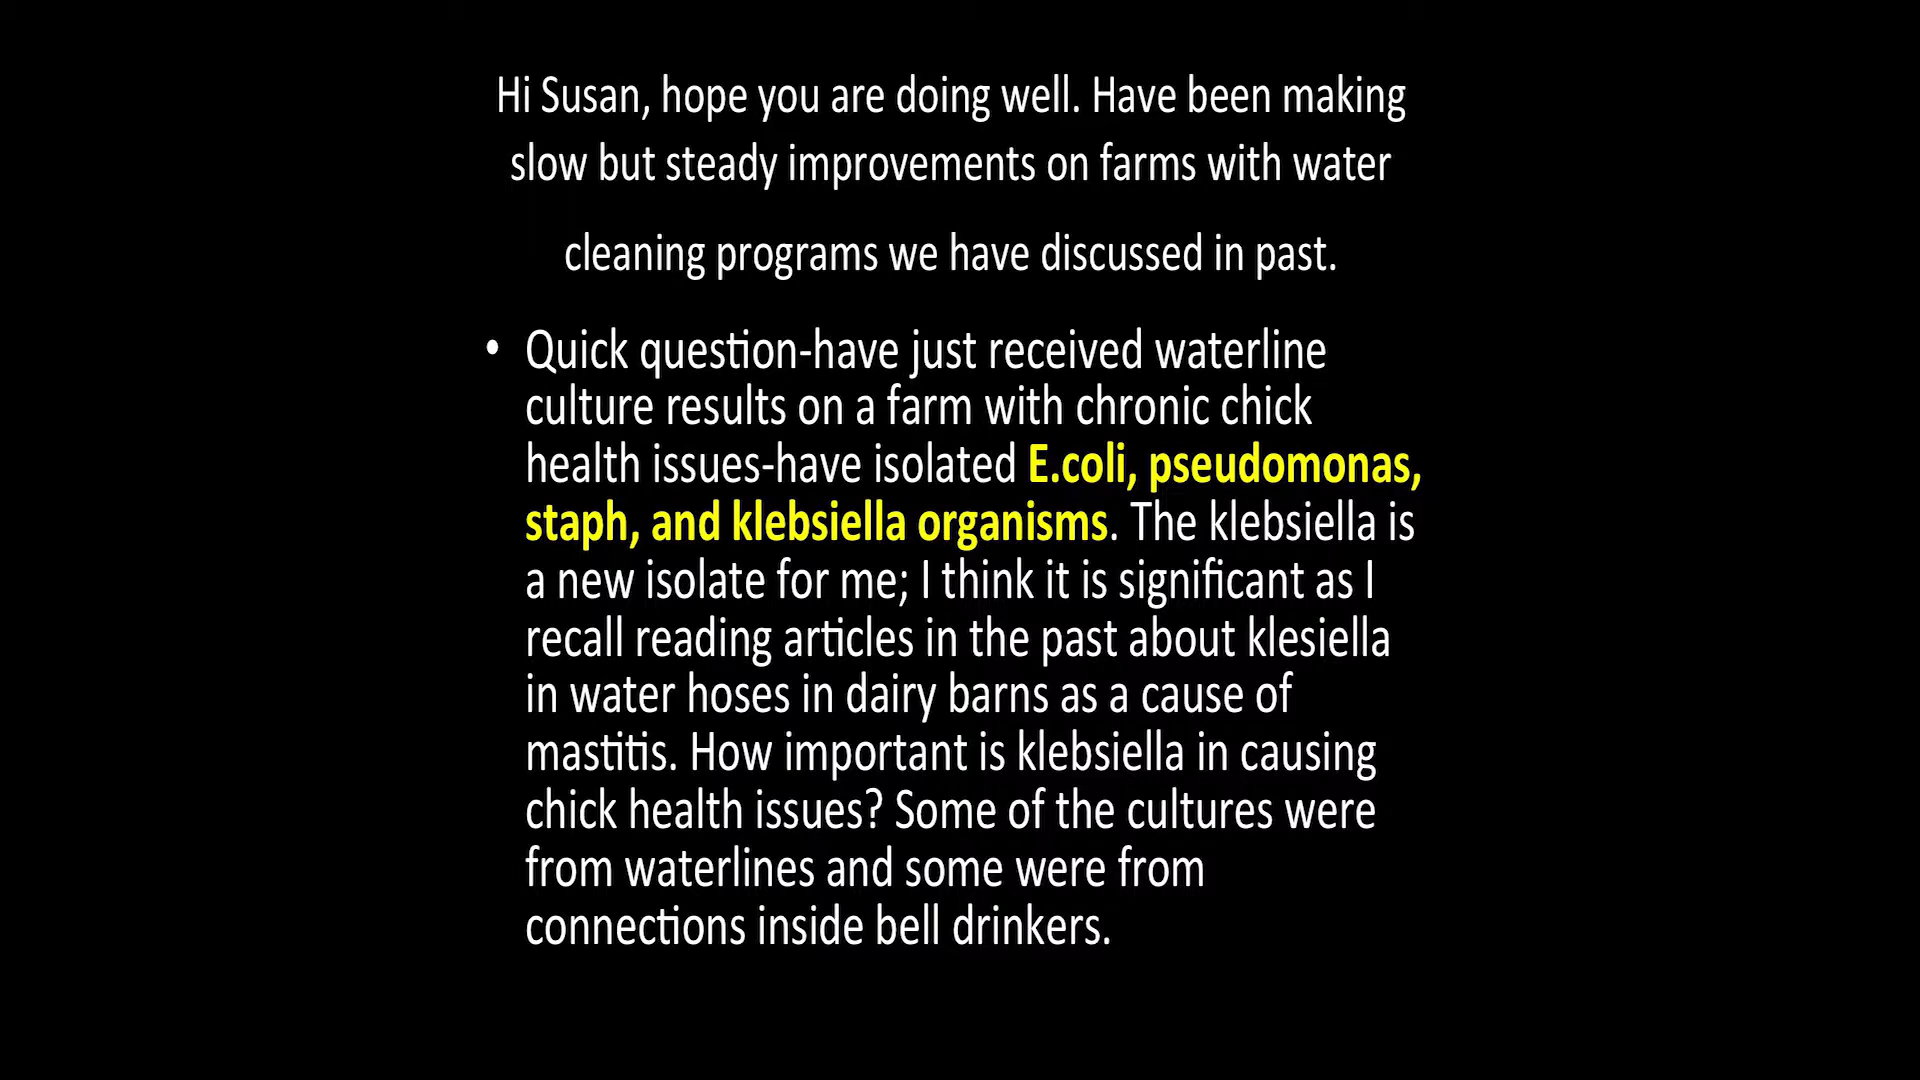 Hi Susan, hope you are doing well. Have been making
slow but steady improvements on farms with water
cleaning programs we have discussed in past.
• Quick question-have just received waterline
culture results on a farm with chronic chick
health issues-have isolated E.coli, pseudomonas,
staph, and klebsiella organisms. The klebsiella is
a new isolate for me; I think it is significant as I
recall reading articles in the past about klesiella
in water hoses in dairy barns as a cause of
mastitis. How important is klebsiella in causing
chick health issues? Some of the cultures were
from waterlines and some were from
connections inside bell drinkers.